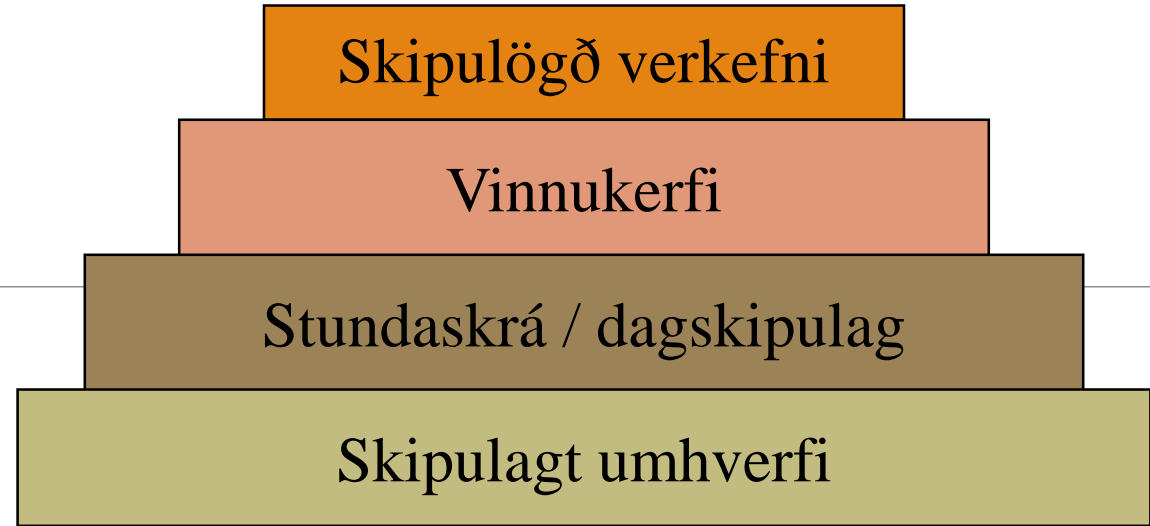 Skipulögð verkefni
Vinnukerfi
Stundaskrá / dagskipulag
Skipulagt umhverfi